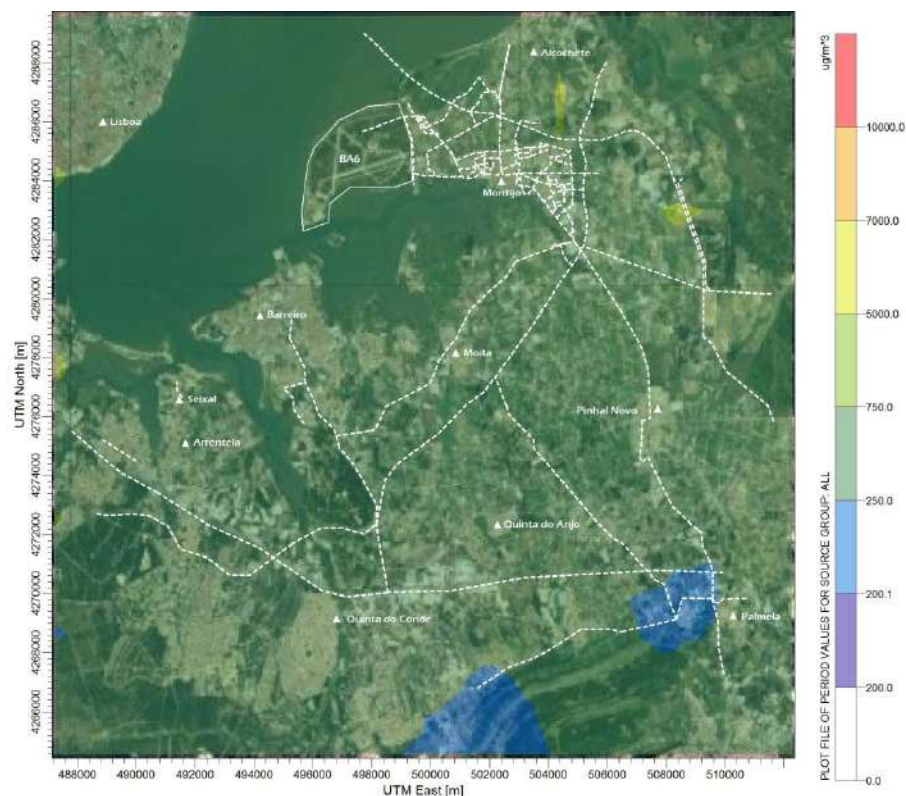 ug/m^3
Alcochete
Lisboa
BA6
Montijo
Barreiro
Moita
Seixal
Pinhal Novo
Arrentela
Quinta do Anjo
Quinta do Conde
Palmela
UTM North [m]
4288000
4286000
4284000
4282000
4280000
4278000
4276000
4274000
4272000
4270000
4268000
4266000
488000 490000 492000 494000 496000 498000 500000 502000 504000 506000 508000 510000
UTM East [m]
PLOT FILE OF PERIOD VALUES FOR SOURCE GROUP: ALL
10000.0
7000.0
5000.0
750.0
250.0
200.1
200.0
0.0